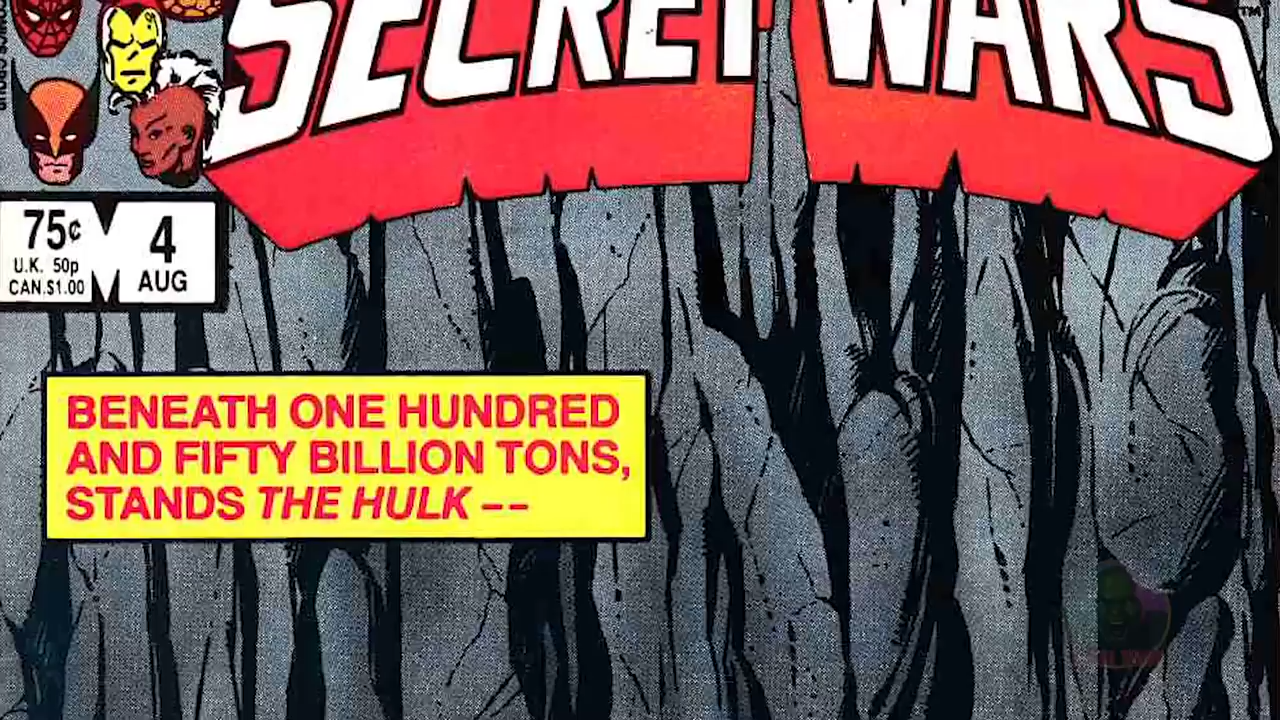 SECRET WARS
TM
75¢
U.K. 50p
CAN.$1.00
4
AUG
BENEATH ONE HUNDRED
AND FIFTY BILLION TONS,
STANDS THE HULK --